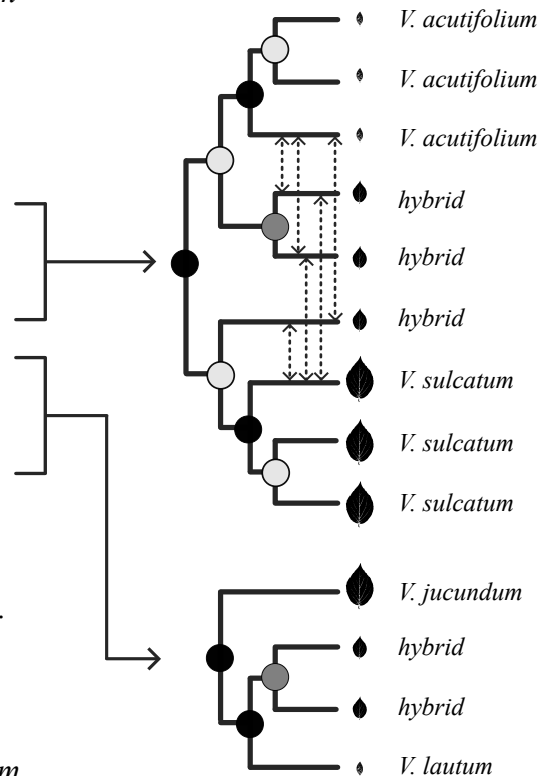 V. acutifolium
V. acutifolium
V. acutifolium
hybrid
hybrid
hybrid
V. sulcatum
V. sulcatum
V. sulcatum
V. jucundum
hybrid
hybrid
V. lautum